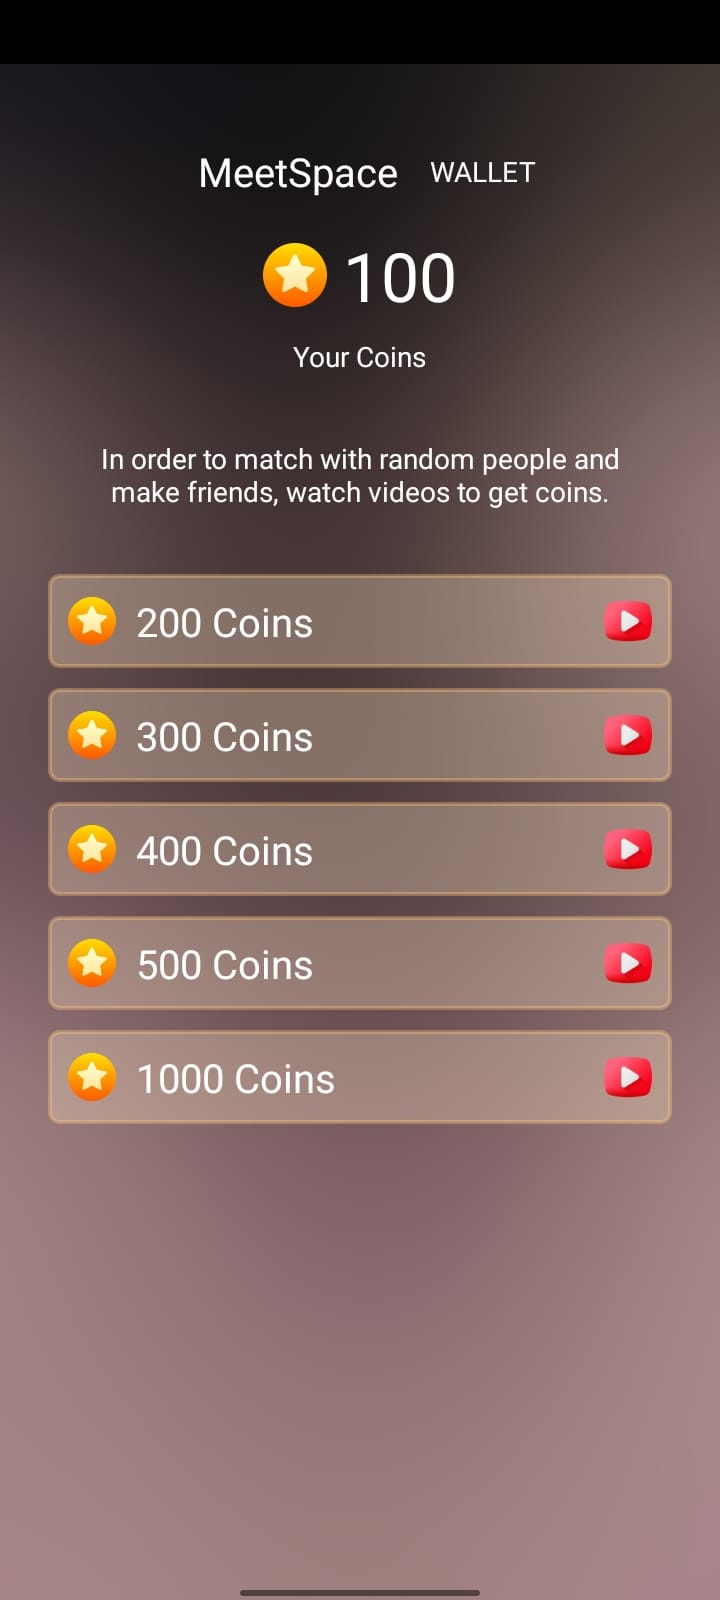 MeetSpace WALLET
100
Your Coins
In order to match with random people and
make friends, watch videos to get coins.
200 Coins
300 Coins
400 Coins
500 Coins
1000 Coins